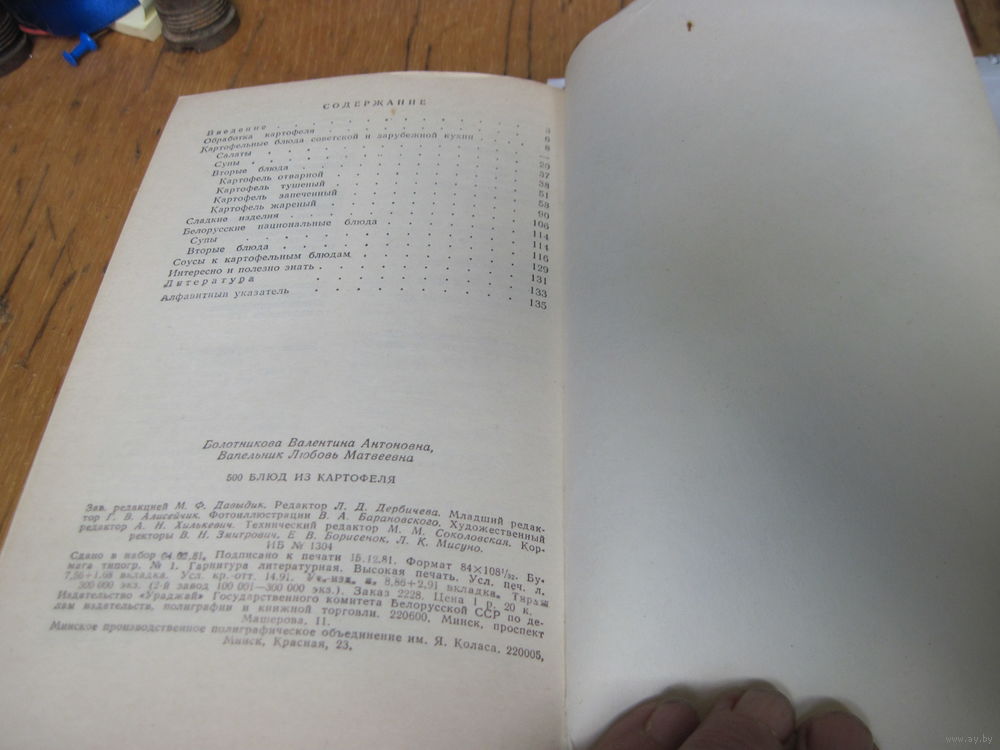 СОДЕРЖАНИЕ
Введение . . . . . . . . . . 3
Обработка картофеля . . . . . . . . . . 6
Картофельные блюда советской и зарубежной кухни . . . . 8
Салаты . . . . . . . . . . —
Супы . . . . . . . . . . 29
Вторые блюда . . . . . . . . . . 37
Картофель отварной . . . . . . . . . . 38
Картофель тушеный . . . . . . . . . . 51
Картофель запеченный . . . . . . . . . . 58
Картофель жареный . . . . . . . . . . 90
Сладкие изделия . . . . . . . . . . 106
Белорусские национальные блюда . . . . . . . . 114
Супы . . . . . . . . . . 114
Вторые блюда . . . . . . . . . . 116
Соусы к картофельным блюдам . . . . . . . . 129
Интересно и полезно знать . . . . . . . . . . 131
Литература . . . . . . . . . . 133
Алфавитный указатель . . . . . . . . . . 135
Болотникова Валентина Антоновна,
Вапельник Любовь Матвеевна
500 БЛЮД ИЗ КАРТОФЕЛЯ
Зав. редакцией М. Ф. Давыдик. Редактор Л. Д. Дербичева. Младший редак-
тор Г. В. Алисейчик. Фотоиллюстрации В. А. Барановского. Художественный
редактор А. Н. Хилькевич. Технический редактор М. М. Соколовская. Кор-
ректоры В. Н. Змитрович, Е. В. Борисенок, Л. К. Мисуно.
ИБ № 1304
Сдано в набор 04.02.81. Подписано к печати 15.12.81. Формат 84×108 1/32. Бу-
мага типогр. № 1. Гарнитура литературная. Высокая печать. Усл. печ. л.
7,56+1,68 вкладка. Усл. кр.-отт. 14,91. Уч.-изд. л. 8,86+2,91 вкладка. Тираж
300 000 экз. (2-й завод 100 001—300 000 экз.). Заказ 2228. Цена 1 р. 20 к.
Издательство «Ураджай» Государственного комитета Белорусской ССР по де-
лам издательств, полиграфии и книжной торговли. 220600, Минск, проспект
Машерова, 11.
Минское производственное полиграфическое объединение им. Я. Коласа. 220005,
Минск, Красная, 23.
www.ay.by